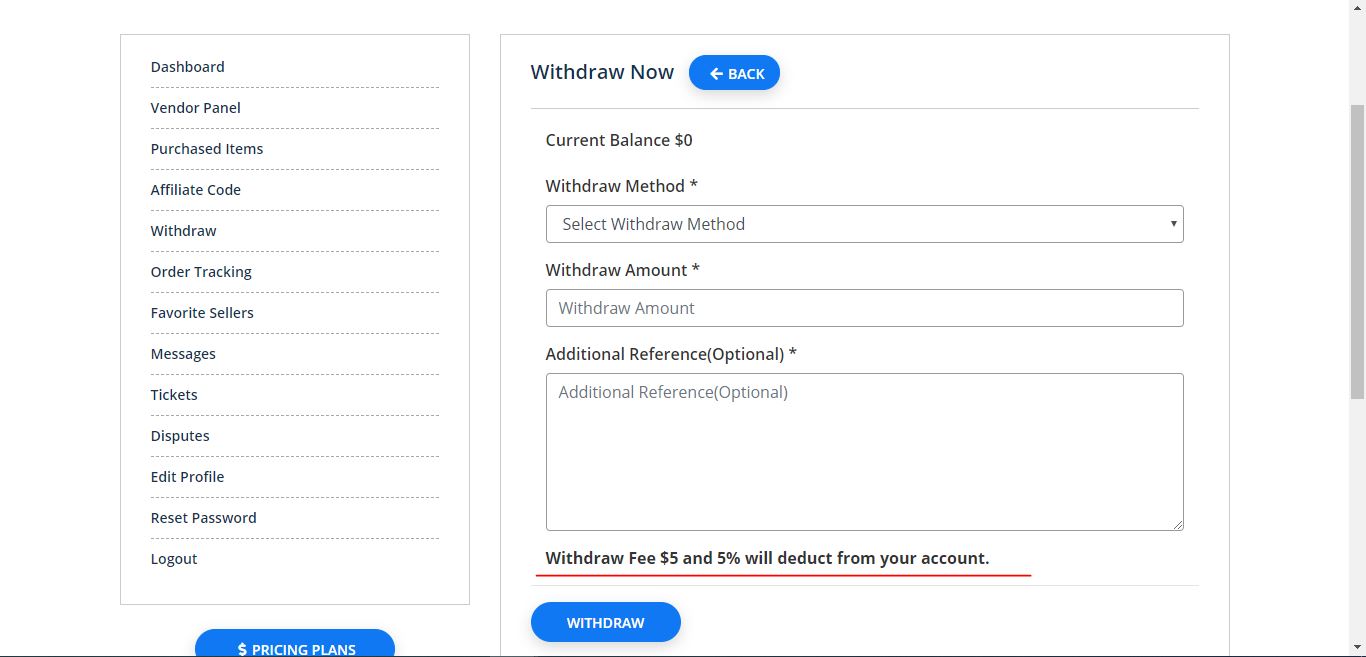 Dashboard
Vendor Panel
Purchased Items
Affiliate Code
Withdraw
Order Tracking
Favorite Sellers
Messages
Tickets
Disputes
Edit Profile
Reset Password
Logout
$ PRICING PLANS
Withdraw Now
BACK
Current Balance $0
Withdraw Method *
Select Withdraw Method
Withdraw Amount *
Withdraw Amount
Additional Reference(Optional) *
Additional Reference(Optional)
Withdraw Fee $5 and 5% will deduct from your account.
WITHDRAW